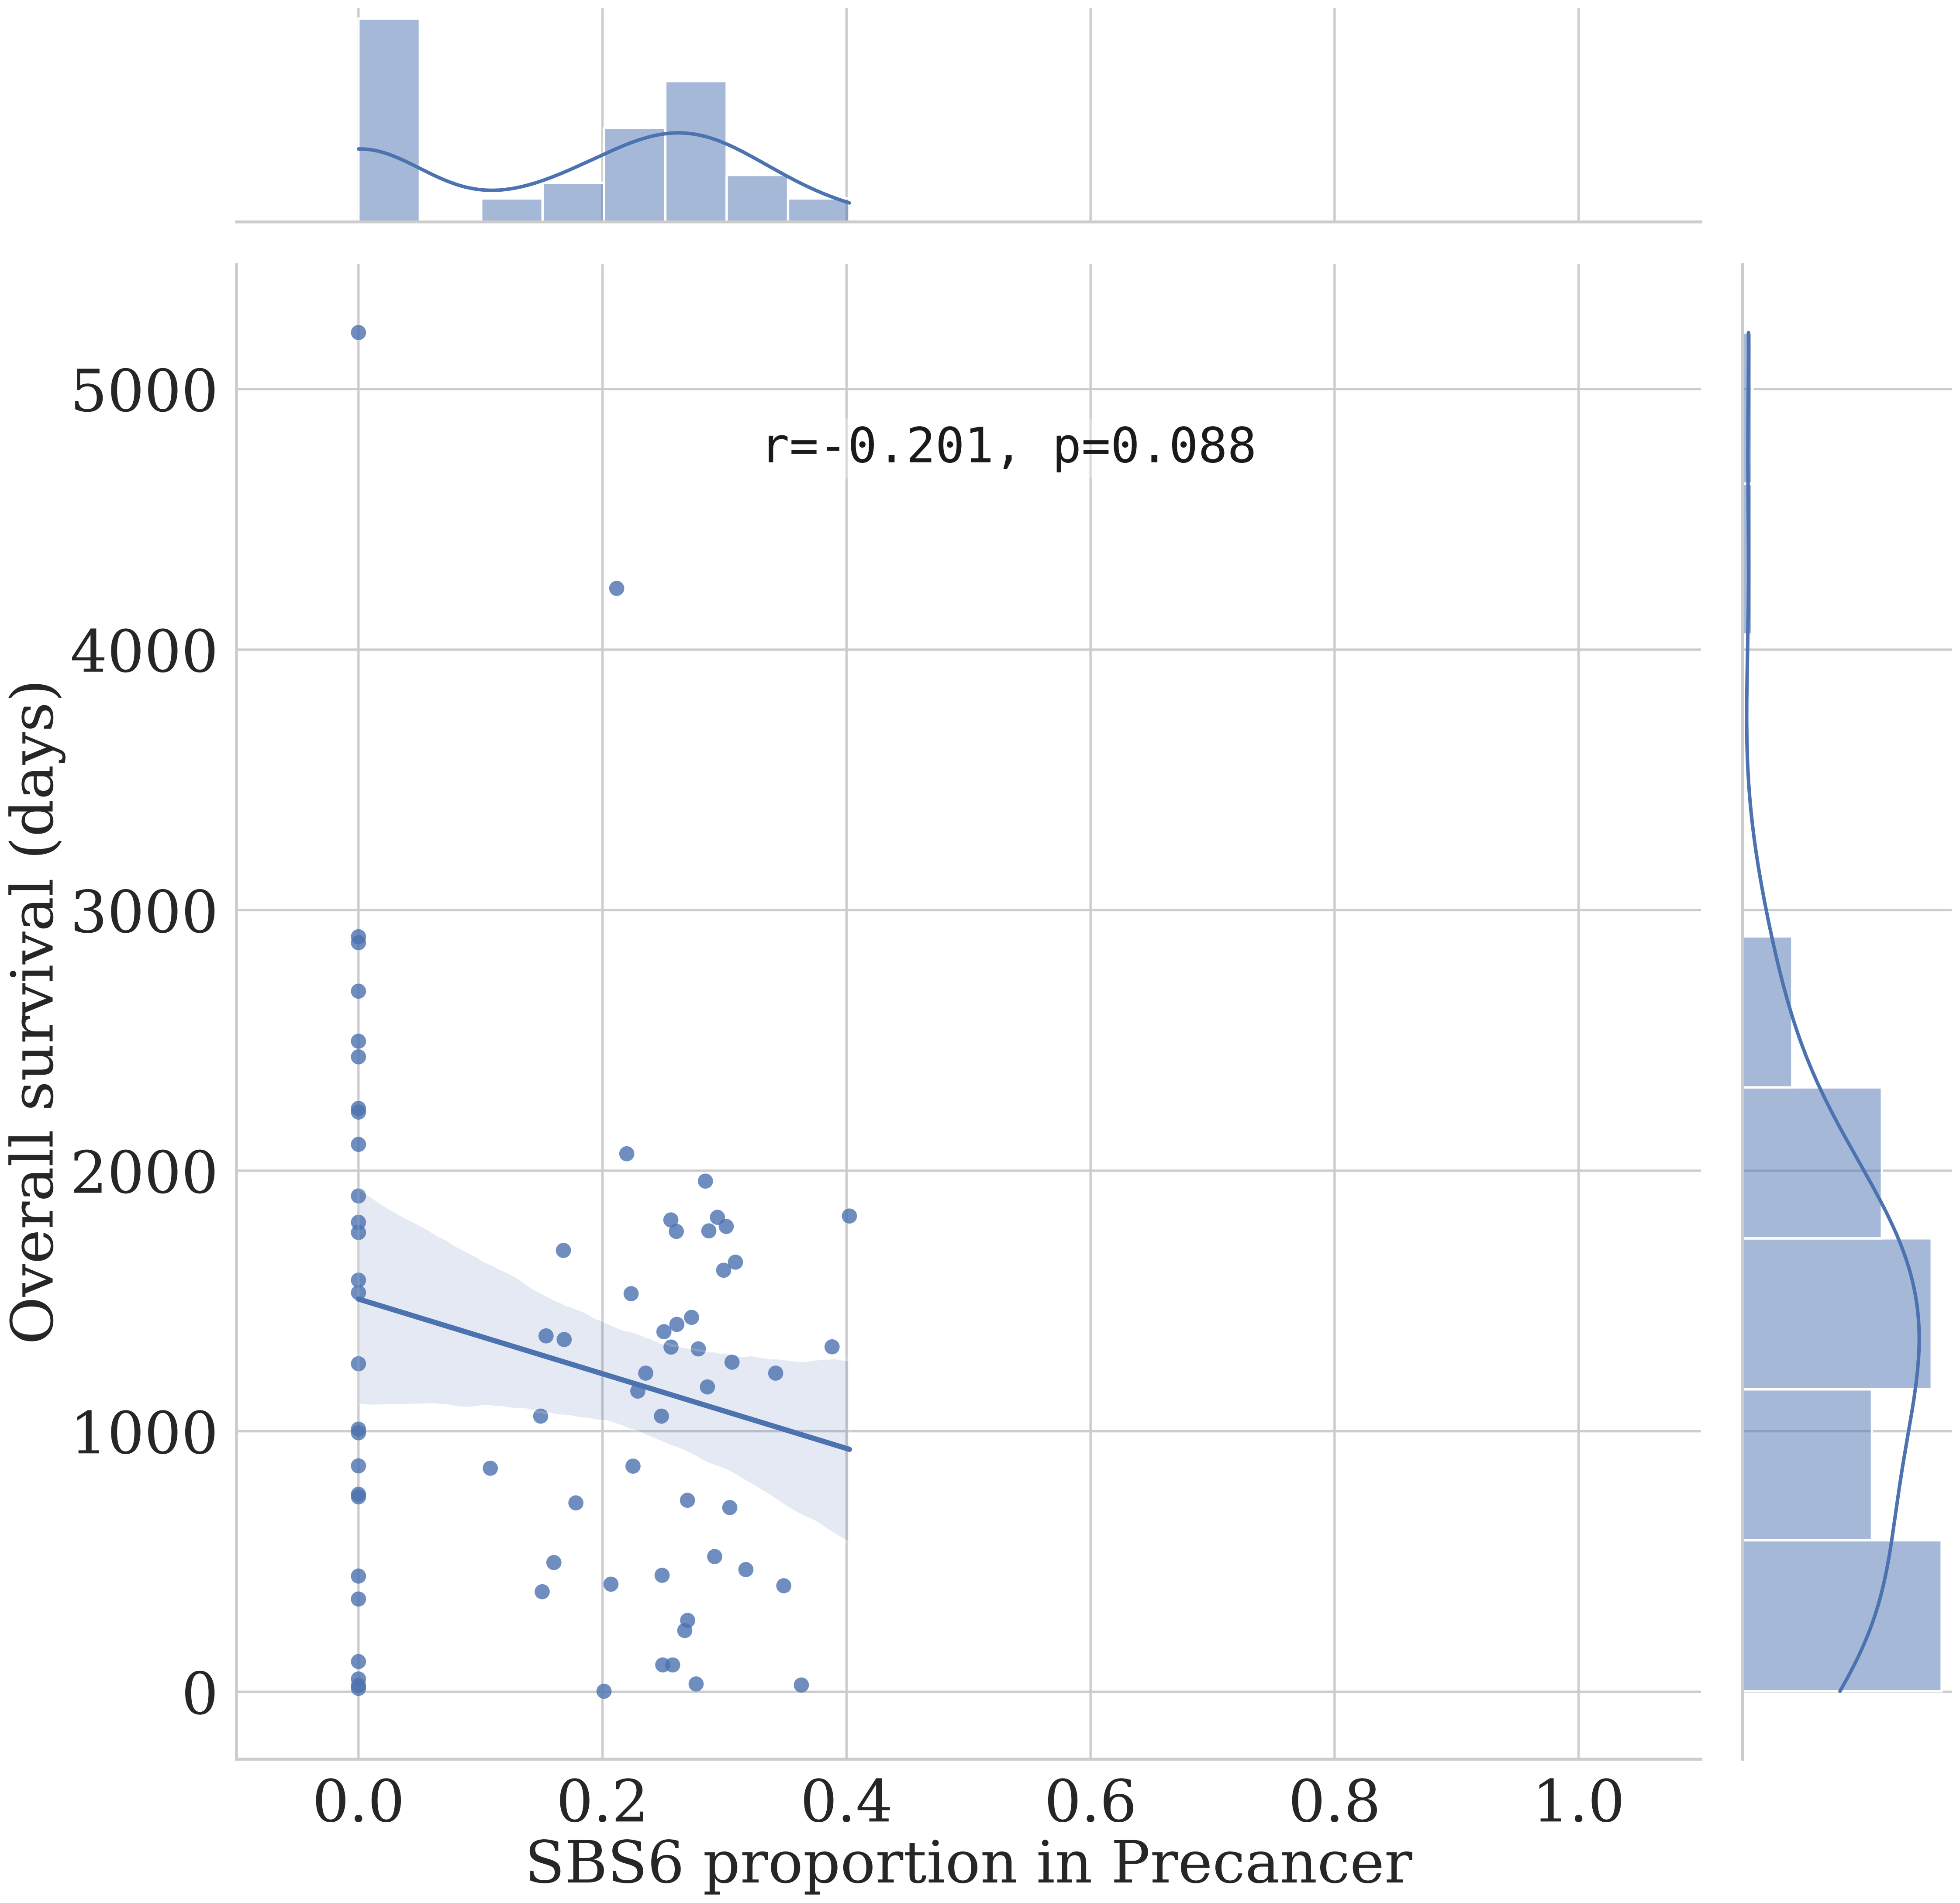 r=-0.201, p=0.088
Overall survival (days)
5000
4000
3000
2000
1000
0
0.0 0.2 0.4 0.6 0.8 1.0
SBS6 proportion in Precancer